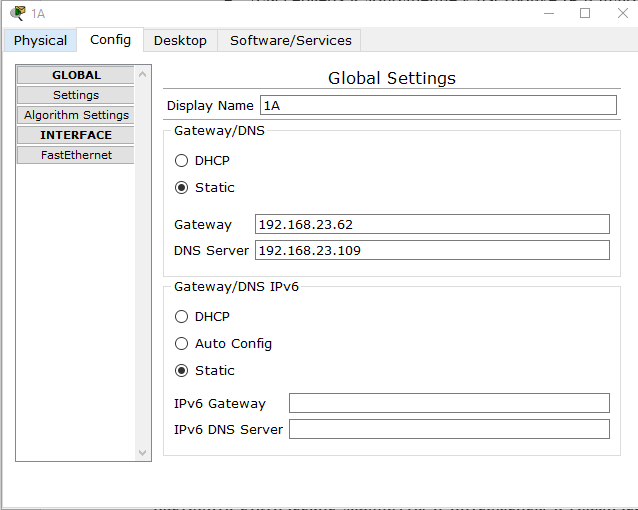 1A
Physical Config Desktop Software/Services
GLOBAL
Settings
Algorithm Settings
INTERFACE
FastEthernet
Global Settings
Display Name 1A
Gateway/DNS
DHCP
Static
Gateway 192.168.23.62
DNS Server 192.168.23.109
Gateway/DNS IPv6
DHCP
Auto Config
Static
IPv6 Gateway
IPv6 DNS Server